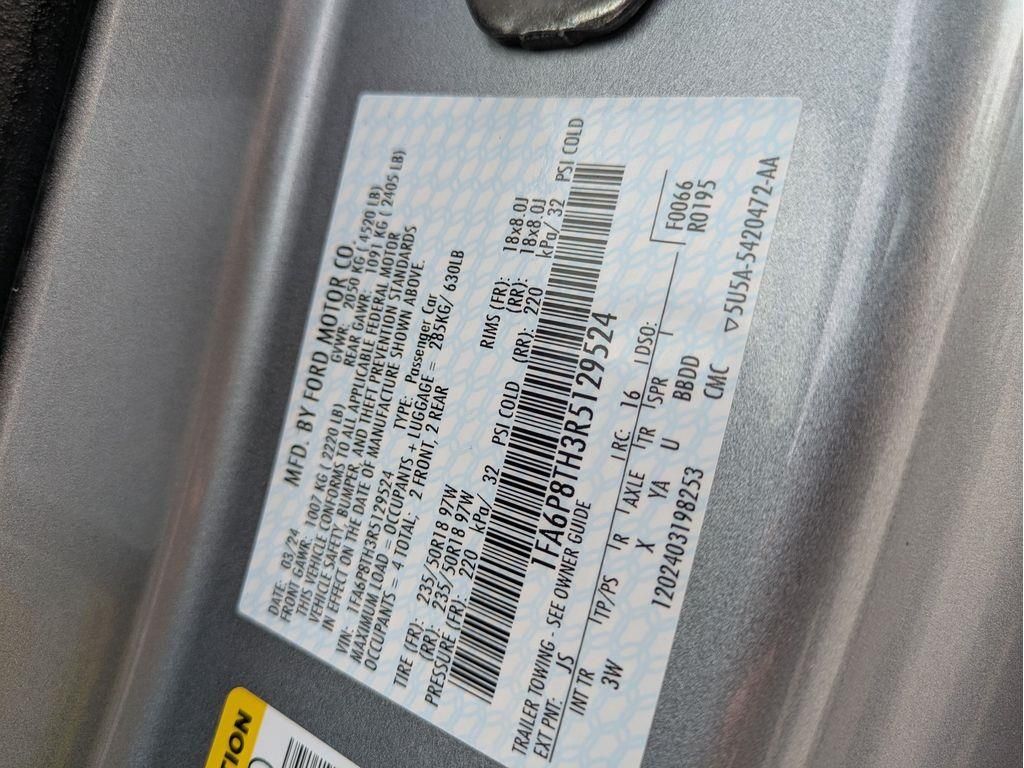 MFD. BY FORD MOTOR CO.
DATE: 03/24 GVWR: 2050 KG ( 4520 LB)
FRONT GAWR: 1007 KG ( 2220 LB) REAR GAWR: 1091 KG ( 2405 LB)
THIS VEHICLE CONFORMS TO ALL APPLICABLE FEDERAL MOTOR
VEHICLE SAFETY, BUMPER, AND THEFT PREVENTION STANDARDS
IN EFFECT ON THE DATE OF MANUFACTURE SHOWN ABOVE.
VIN: 1FA6P8TH3R5129524 TYPE: Passenger Car
MAXIMUM LOAD = OCCUPANTS + LUGGAGE = 285KG/ 630LB
OCCUPANTS = 4 TOTAL, 2 FRONT, 2 REAR
TIRE (FR): 235/50R18 97W RIMS (FR): 18x8.0J
(RR): 235/50R18 97W (RR): 18x8.0J
PRESSURE (FR): 220 kPa/ 32 PSI COLD (RR): 220 kPa/ 32 PSI COLD
1FA6P8TH3R5129524
TRAILER TOWING - SEE OWNER GUIDE
EXT PNT: JS RC: 16 DSO: F0066
INT TR TP/PS R AXLE TR SPR R0195
3W X YA U BBDD
1202403198253 CMC ▽5U5A-5420472-AA
TION